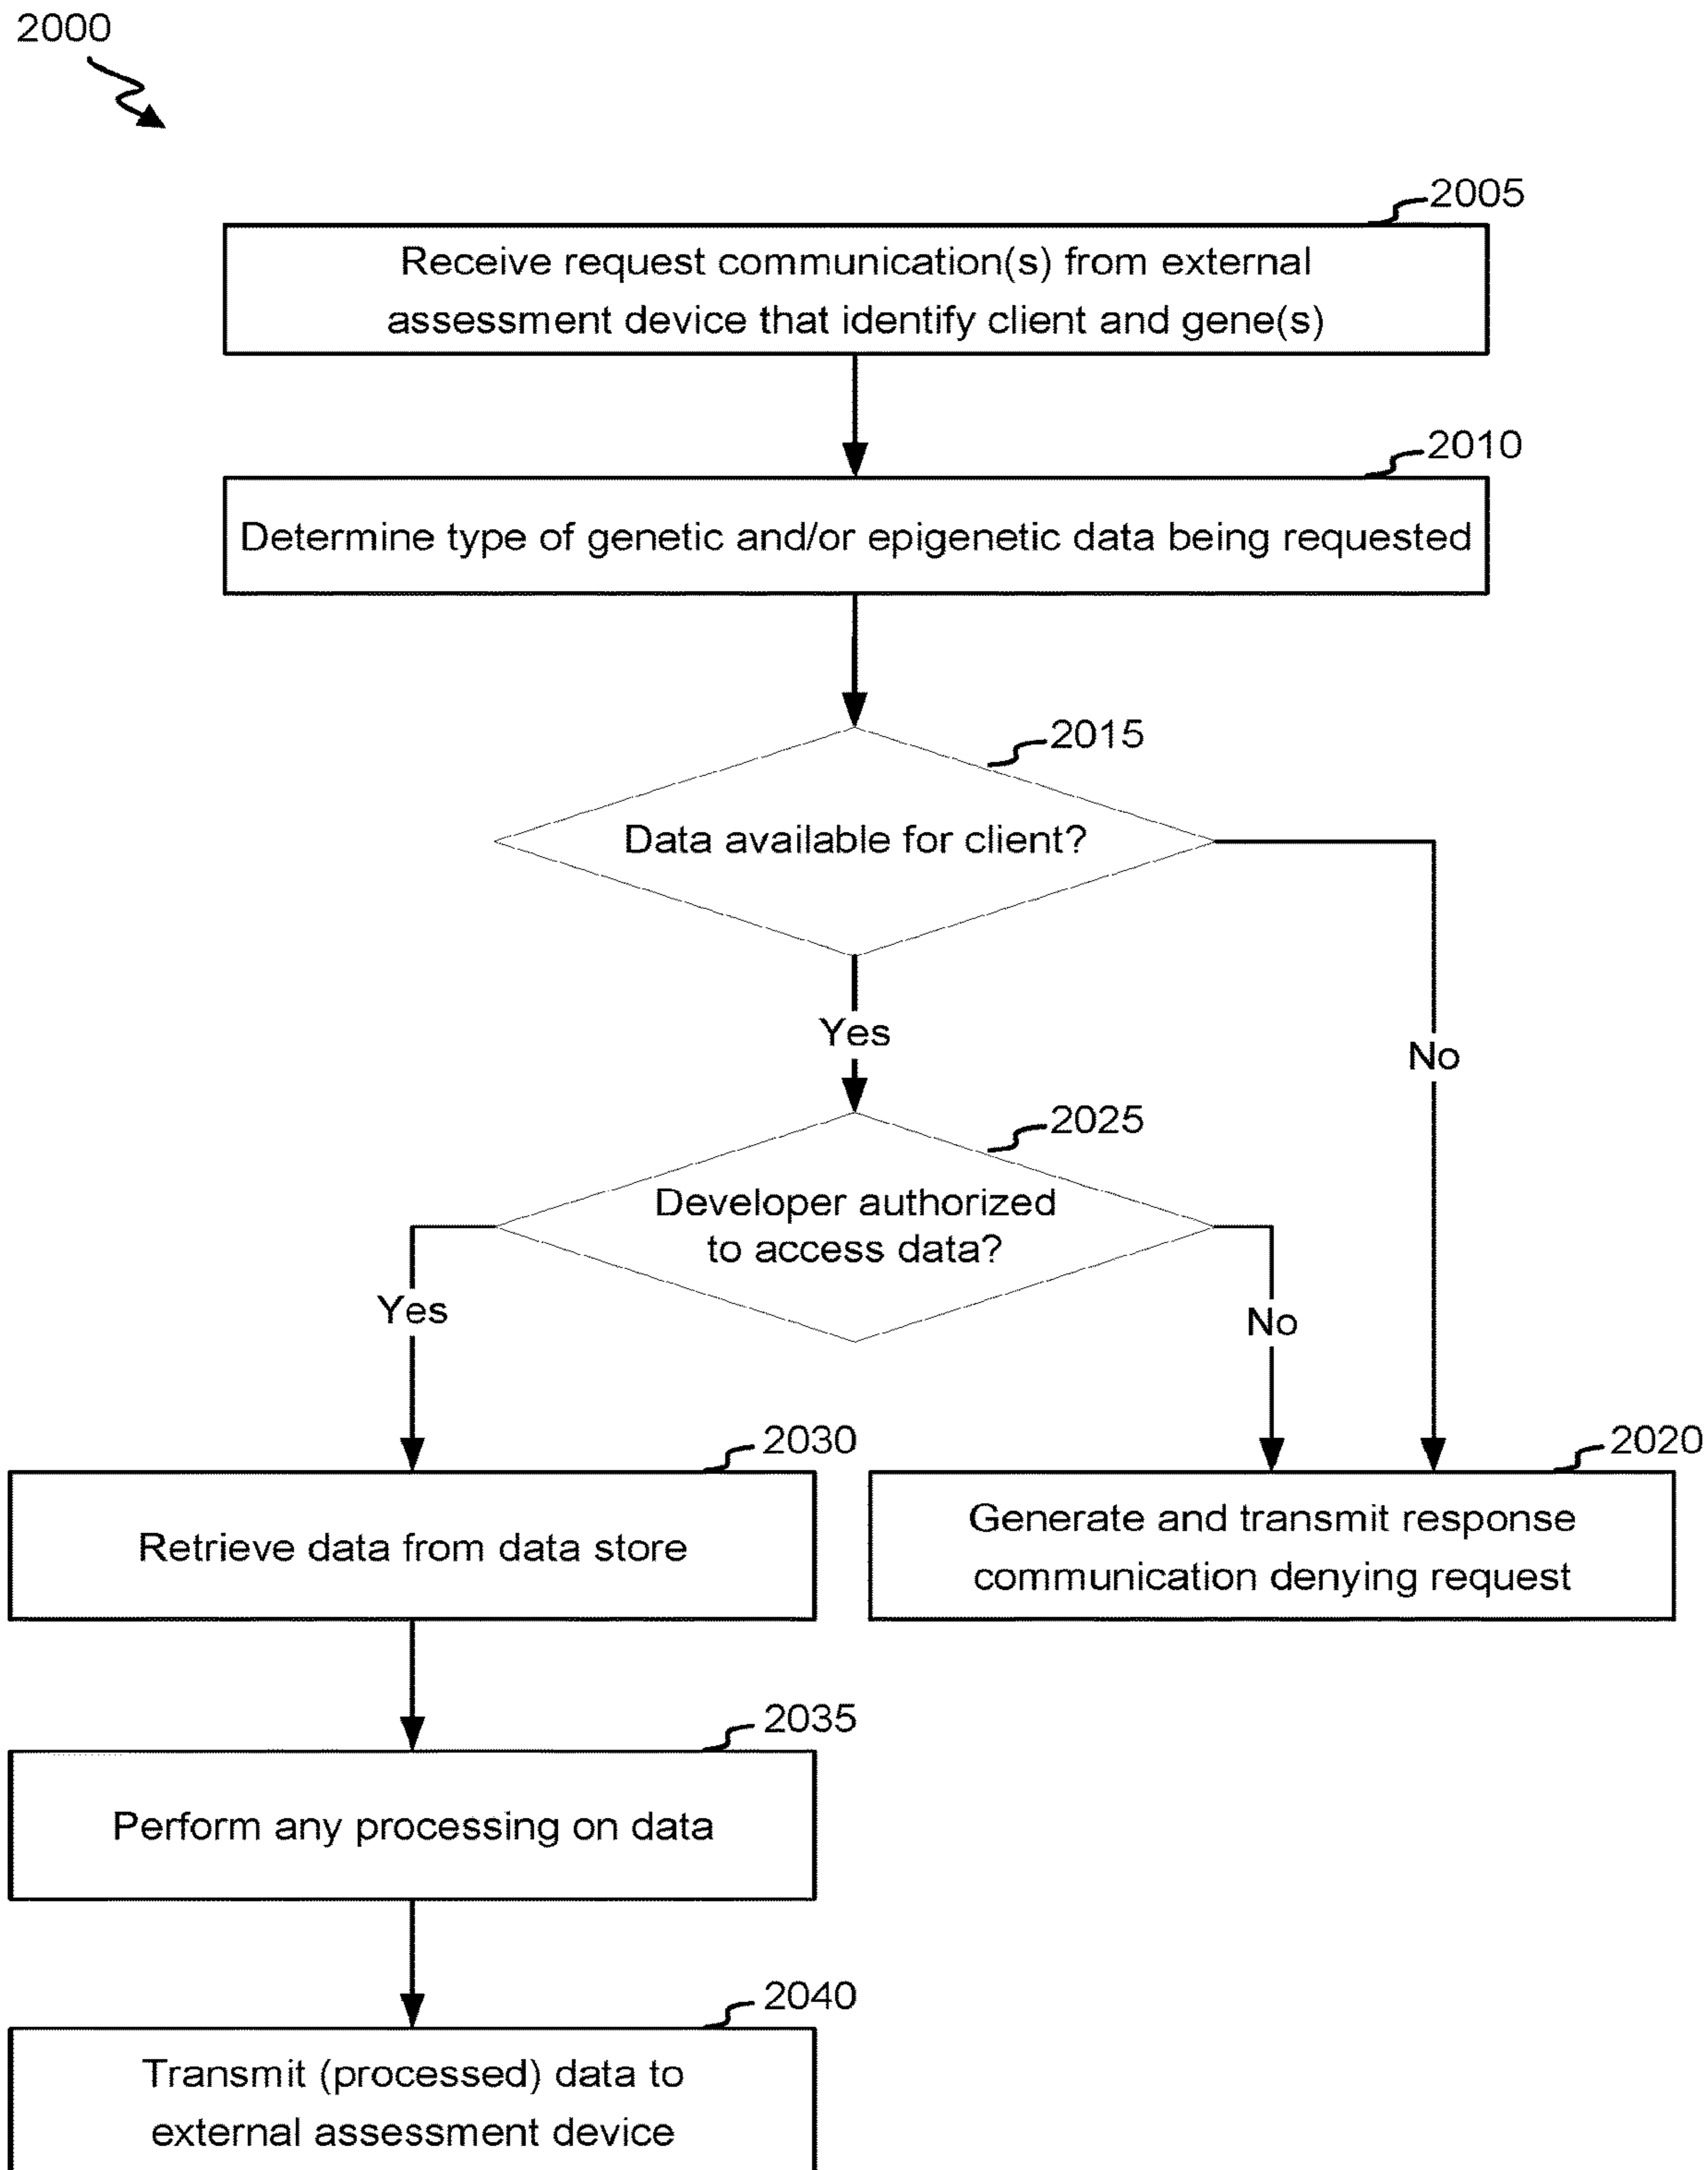 2000
2005
Receive request communication(s) from external
assessment device that identify client and gene(s)
2010
Determine type of genetic and/or epigenetic data being requested
2015
Data available for client?
Yes
No
2025
Developer authorized
to access data?
Yes
No
2030
Retrieve data from data store
2020
Generate and transmit response
communication denying request
2035
Perform any processing on data
2040
Transmit (processed) data to
external assessment device